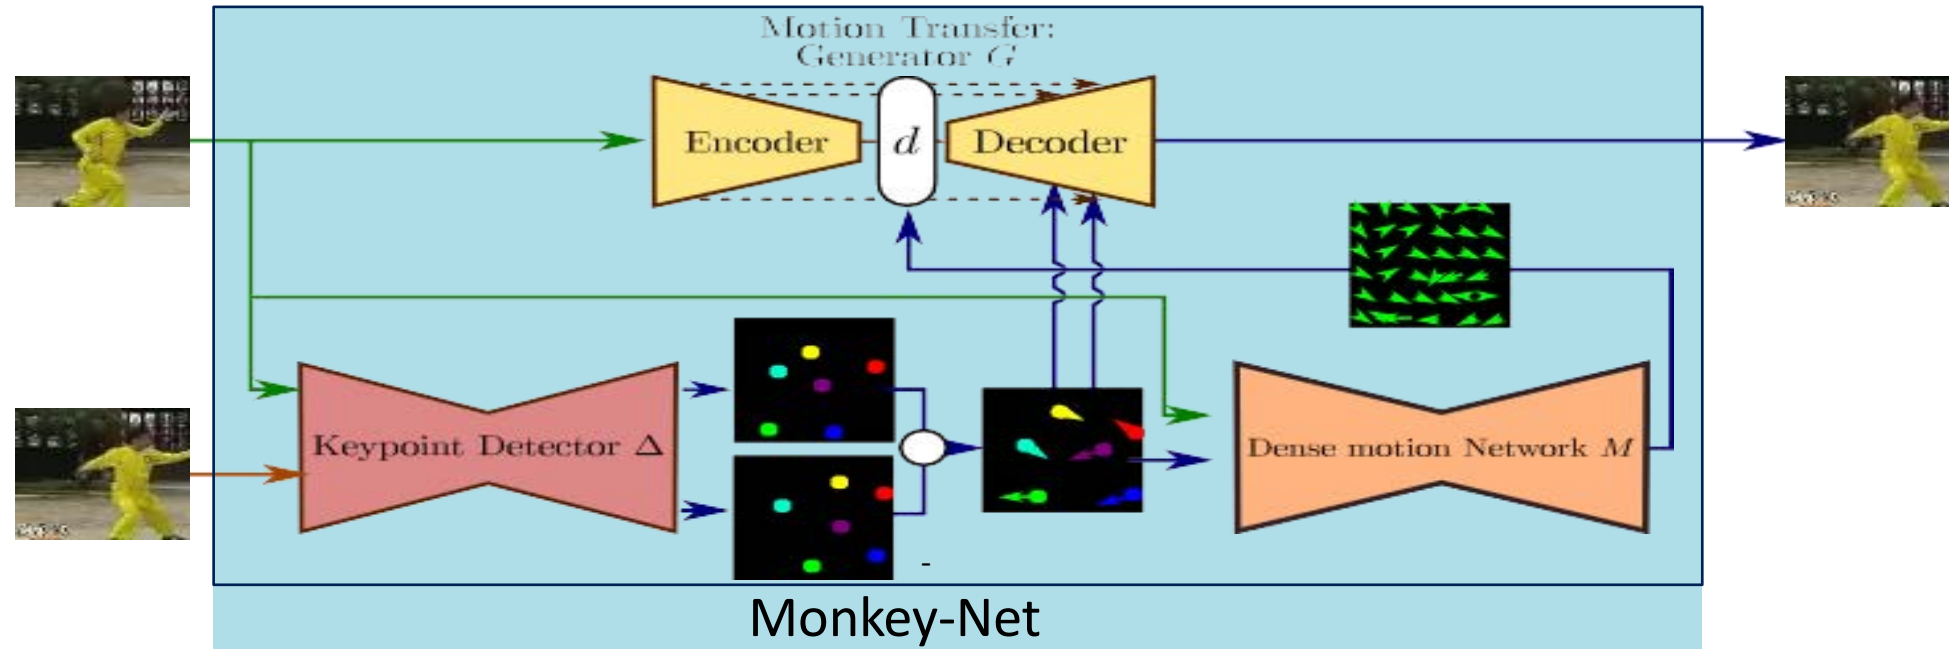 Motion Transfer:
Generator G
Encoder
d
Decoder
Keypoint Detector Δ
Dense motion Network M
-
Monkey-Net